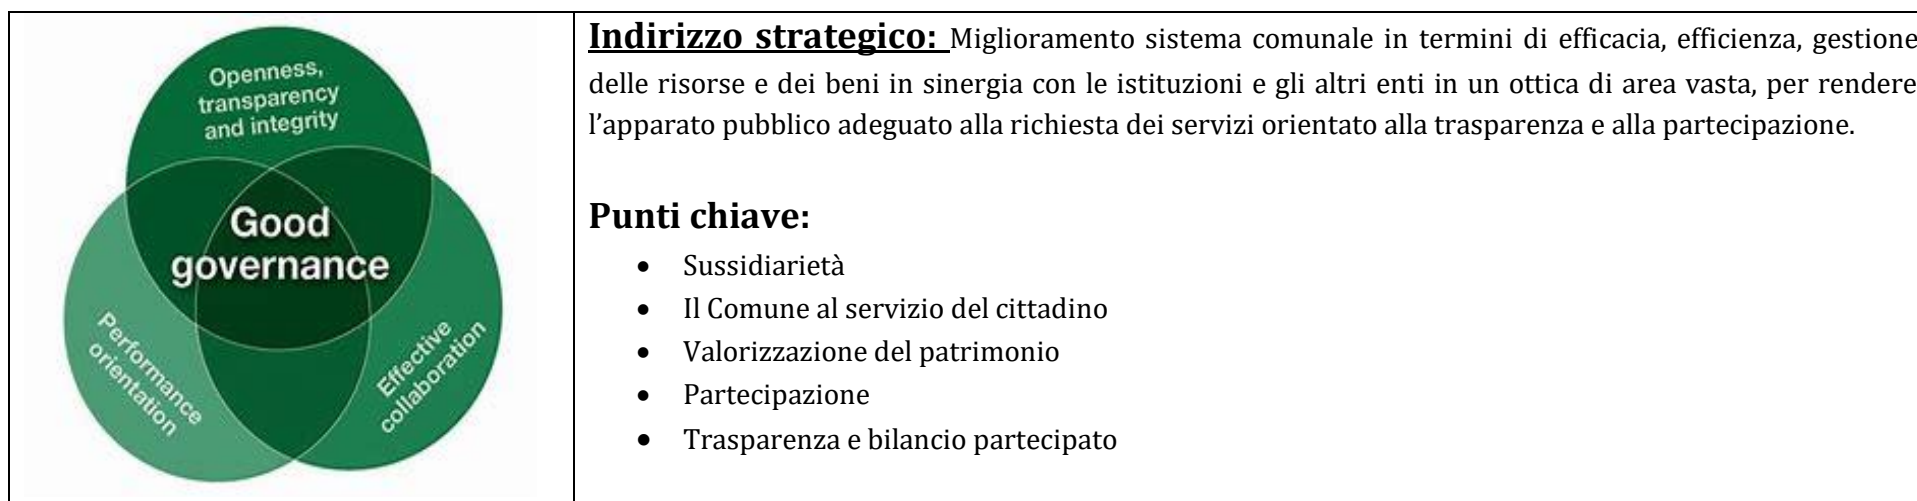 Openness,
transparency
and integrity
Good
governance
Performance
orientation
Effective
collaboration
Indirizzo strategico: Miglioramento sistema comunale in termini di efficacia, efficienza, gestione
delle risorse e dei beni in sinergia con le istituzioni e gli altri enti in un ottica di area vasta, per rendere
l’apparato pubblico adeguato alla richiesta dei servizi orientato alla trasparenza e alla partecipazione.
Punti chiave:
• Sussidiarietà
• Il Comune al servizio del cittadino
• Valorizzazione del patrimonio
• Partecipazione
• Trasparenza e bilancio partecipato